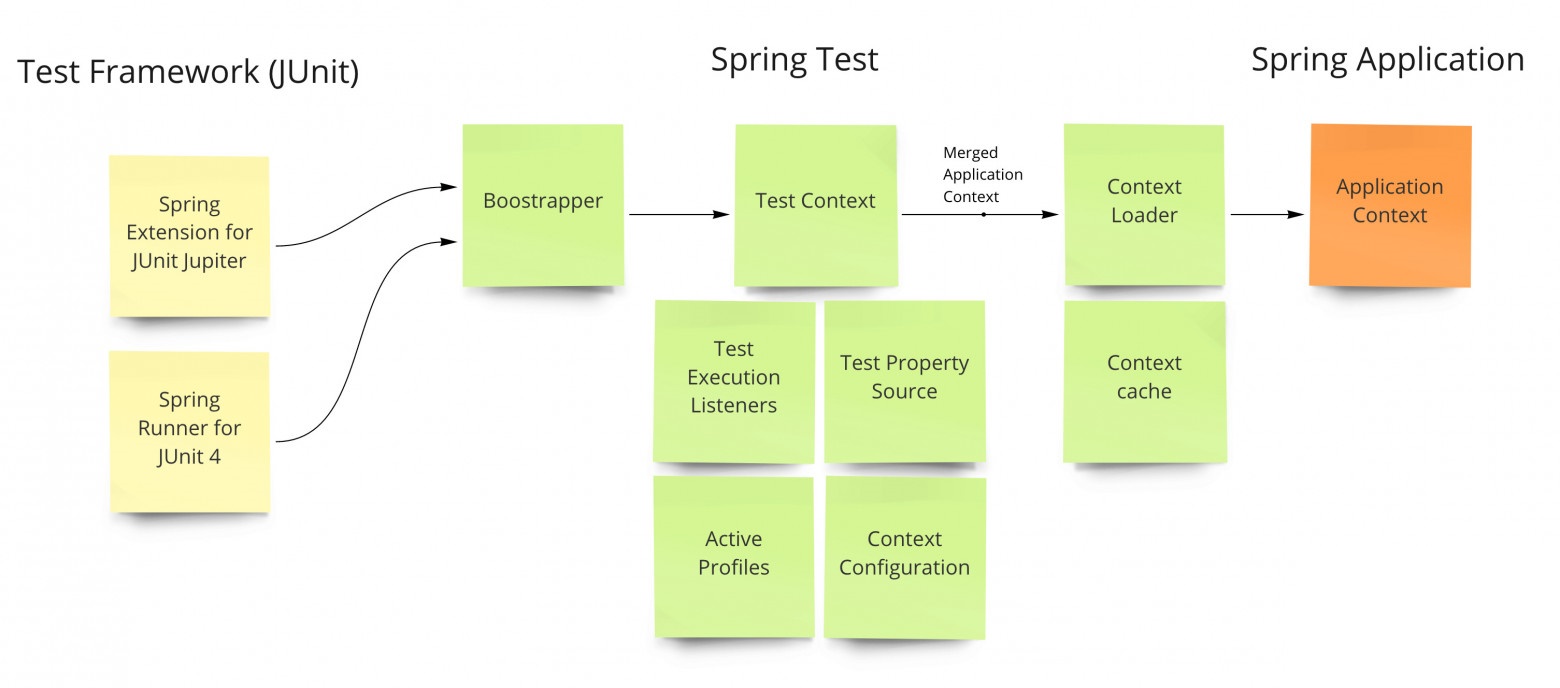 Test Framework (JUnit)
Spring Test
Spring Application
Spring
Extension for
JUnit Jupiter
Spring
Runner for
JUnit 4
Boostrapper
Test Context
Merged
Application
Context
Context
Loader
Application
Context
Test
Execution
Listeners
Test Property
Source
Context
cache
Active
Profiles
Context
Configuration